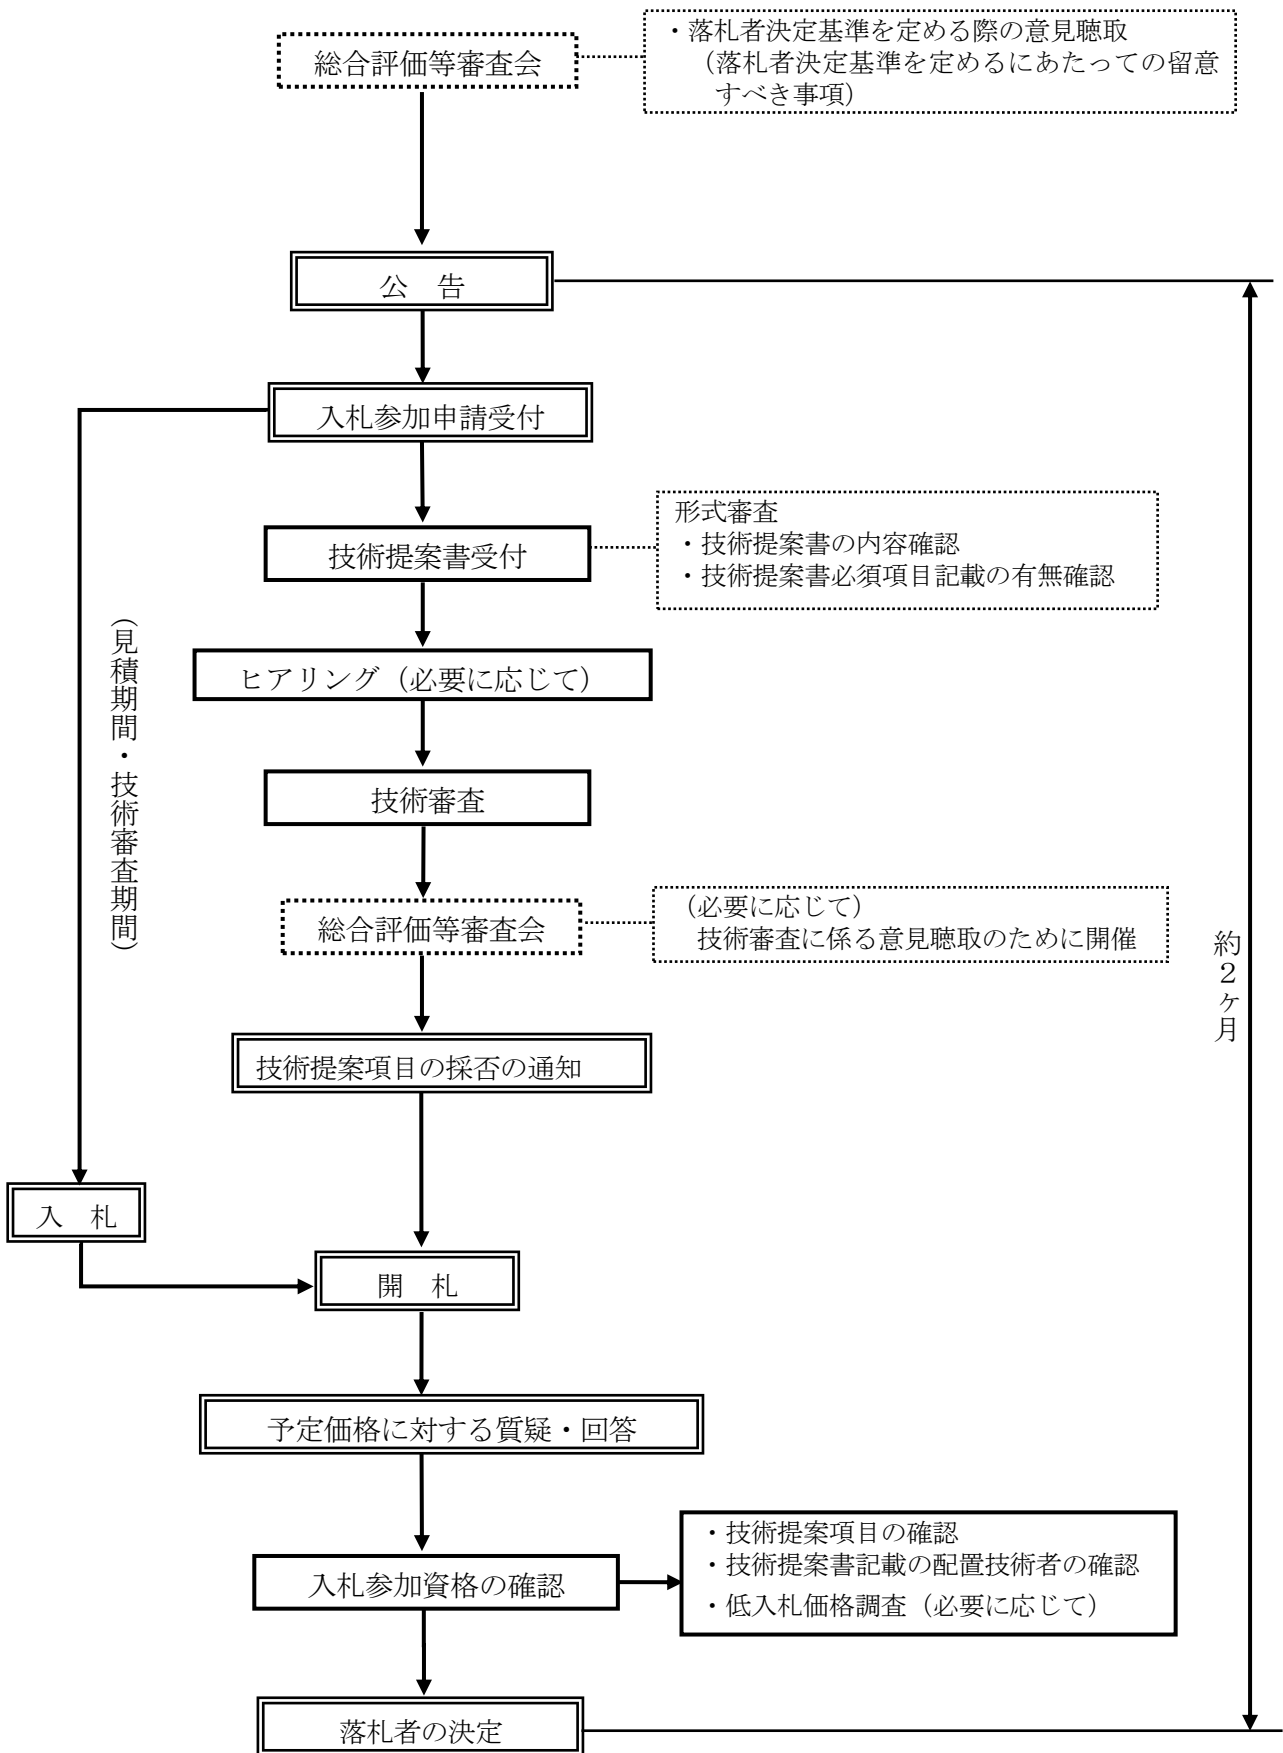 総合評価等審査会
・落札者決定基準を定める際の意見聴取
（落札者決定基準を定めるにあたっての留意
すべき事項）
公　告
入札参加申請受付
技術提案書受付
形式審査
・技術提案書の内容確認
・技術提案書必須項目記載の有無確認
（見積期間・技術審査期間）
ヒアリング（必要に応じて）
技術審査
総合評価等審査会
（必要に応じて）
技術審査に係る意見聴取のために開催
約２ヶ月
技術提案項目の採否の通知
入　札
開　札
予定価格に対する質疑・回答
入札参加資格の確認
・技術提案項目の確認
・技術提案書記載の配置技術者の確認
・低入札価格調査（必要に応じて）
落札者の決定